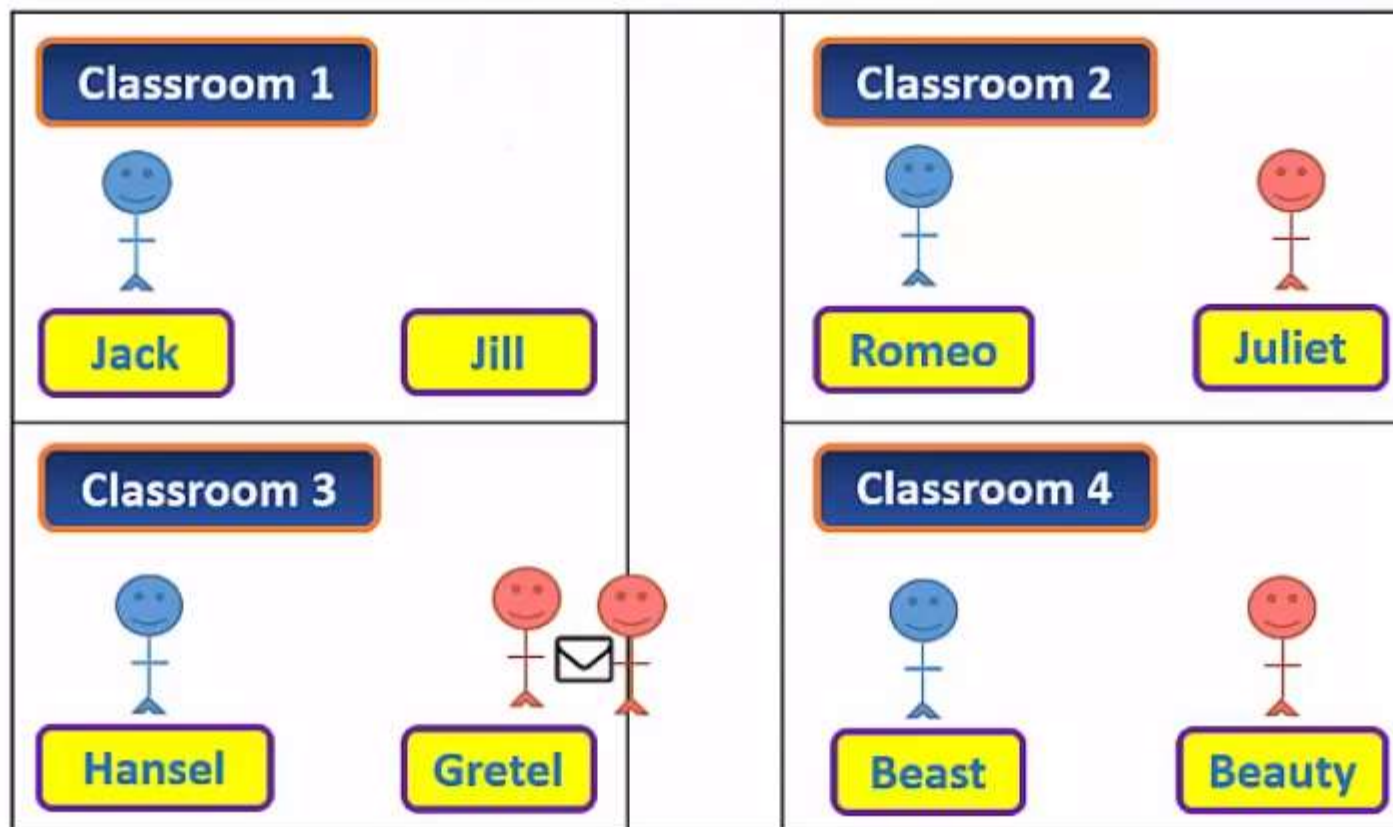 Classroom 1
Classroom 2
Jack
Jill
Romeo
Juliet
Classroom 3
Classroom 4
Hansel
Gretel
Beast
Beauty